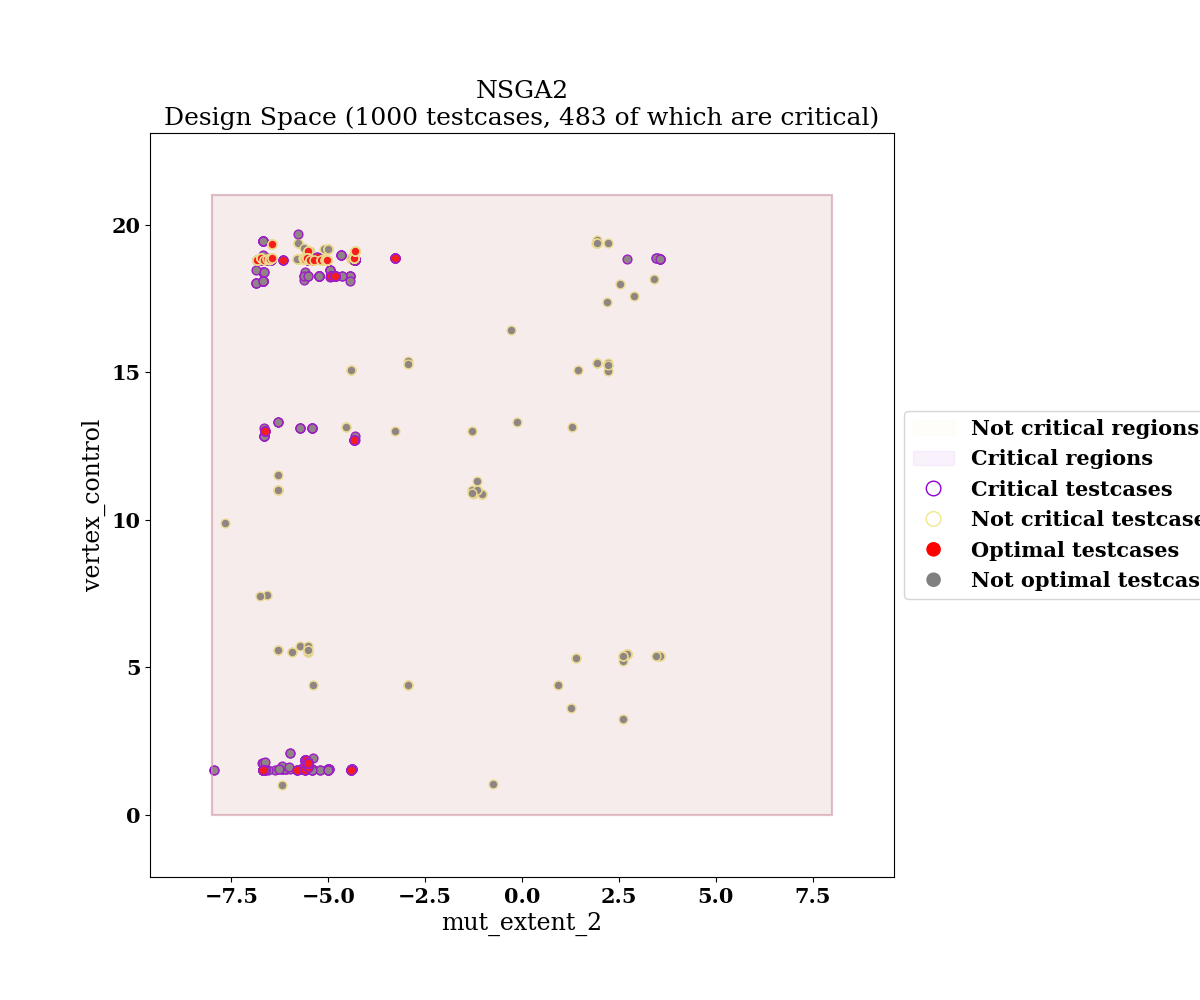 NSGA2
Design Space (1000 testcases, 483 of which are critical)
20
15
10
5
0
vertex_control
−7.5 −5.0 −2.5 0.0 2.5 5.0 7.5
mut_extent_2
Not critical regions
Critical regions
Critical testcases
Not critical testcase
Optimal testcases
Not optimal testcas